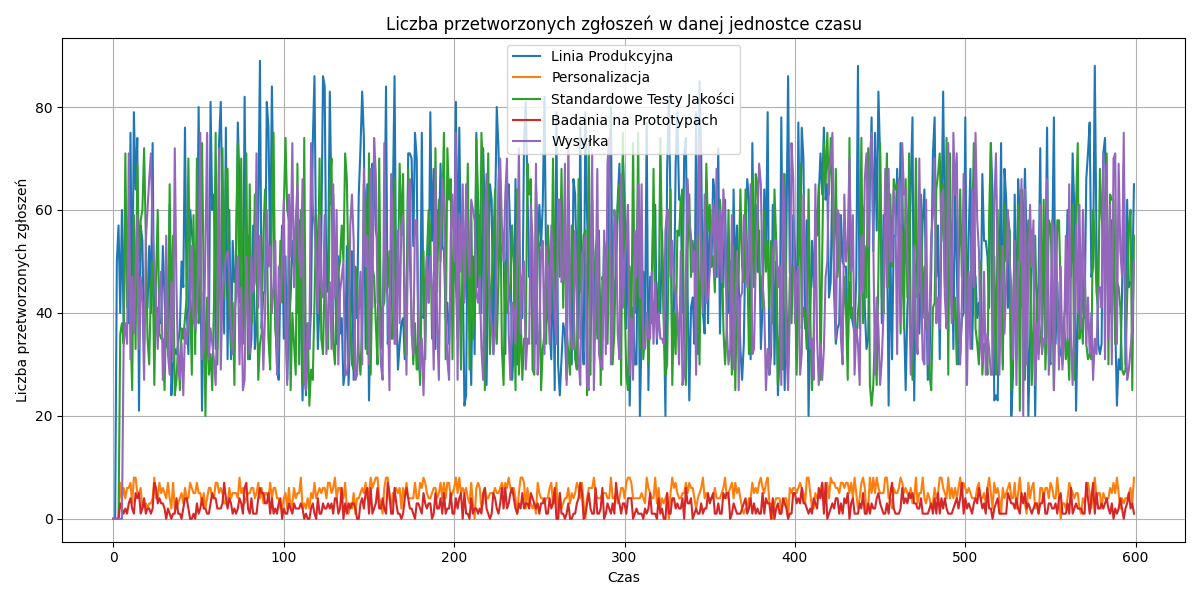 Liczba przetworzonych zgłoszeń w danej jednostce czasu
Linia Produkcyjna
Personalizacja
Standardowe Testy Jakości
Badania na Prototypach
Wysyłka
Liczba przetworzonych zgłoszeń
80
60
40
20
0
0 100 200 300 400 500 600
Czas